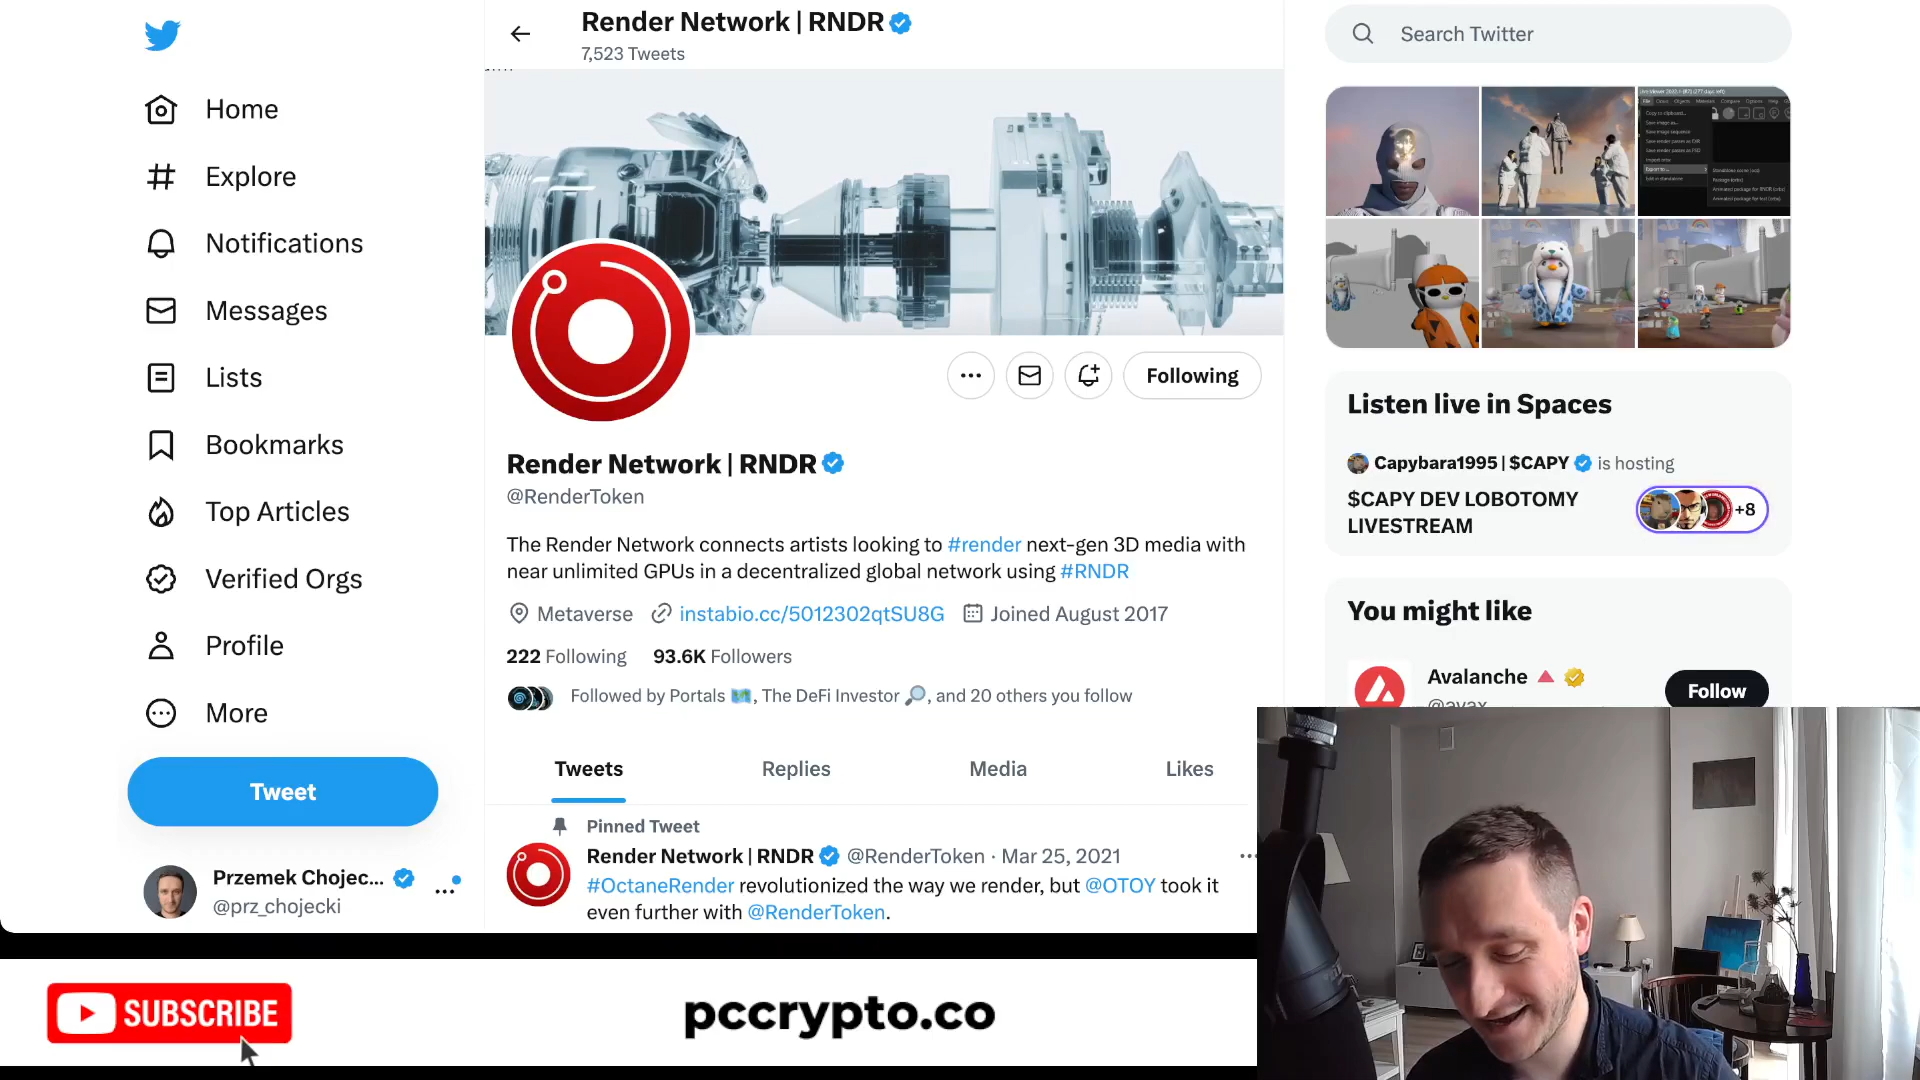 Home
Explore
Notifications
Messages
Lists
Bookmarks
Top Articles
Verified Orgs
Profile
More
Tweet
Przemek Chojec...
@prz_chojecki
Render Network | RNDR
7,523 Tweets
Following
Render Network | RNDR
@RenderToken
The Render Network connects artists looking to #render next-gen 3D media with
near unlimited GPUs in a decentralized global network using #RNDR
Metaverse instabio.cc/5012302qtSU8G Joined August 2017
222 Following 93.6K Followers
Followed by Portals, The DeFi Investor, and 20 others you follow
Tweets Replies Media Likes
Pinned Tweet
Render Network | RNDR @RenderToken · Mar 25, 2021
#OctaneRender revolutionized the way we render, but @OTOY took it
even further with @RenderToken.
Search Twitter
Listen live in Spaces
Capybara1995 | $CAPY is hosting
$CAPY DEV LOBOTOMY
LIVESTREAM
+8
You might like
Avalanche
@avax
Follow
SUBSCRIBE
pccrypto.co